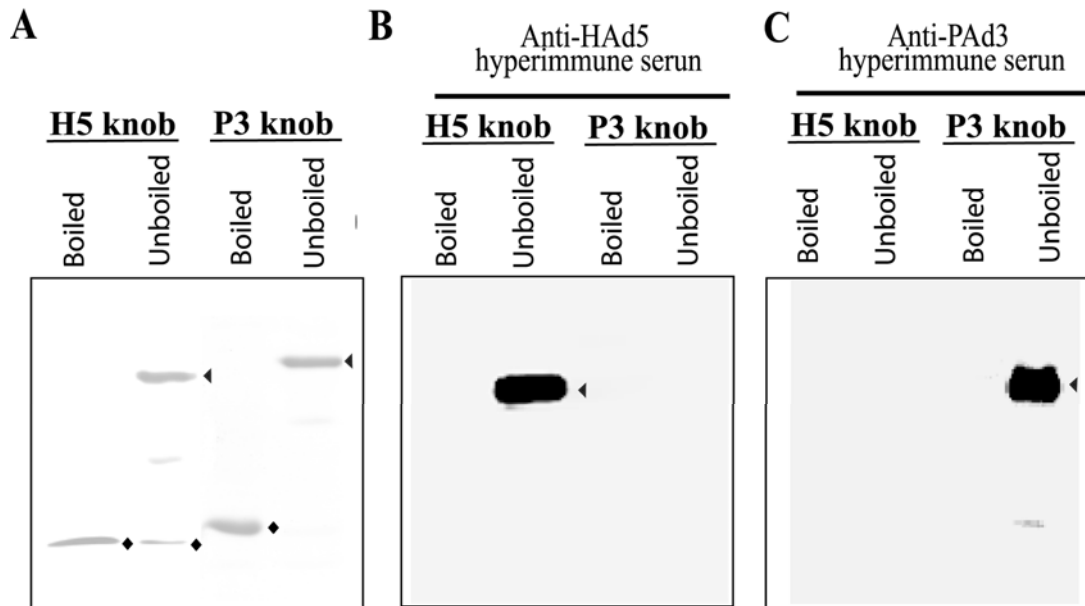 A
H5 knob P3 knob
Boiled Unboiled Boiled Unboiled
B
Anti-HAd5
hyperimmune serun
H5 knob P3 knob
Boiled Unboiled Boiled Unboiled
C
Anti-PAd3
hyperimmune serun
H5 knob P3 knob
Boiled Unboiled Boiled Unboiled